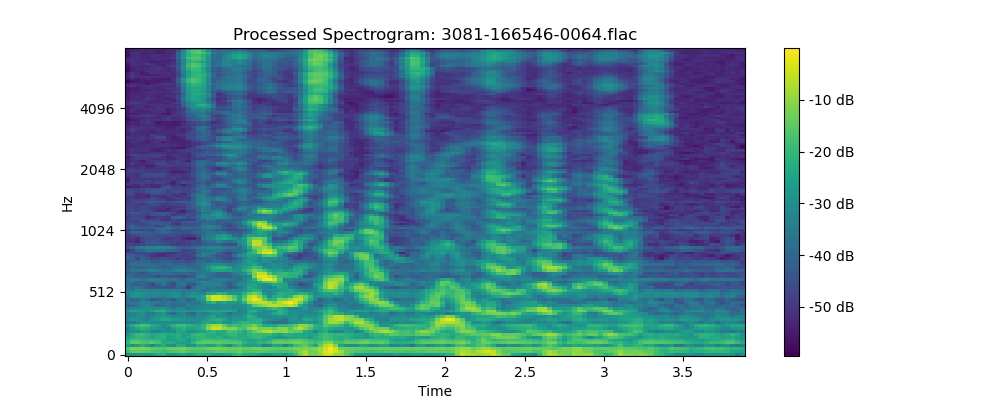 Processed Spectrogram: 3081-166546-0064.flac
Hz
4096
2048
1024
512
0
0
0.5
1
1.5
2
2.5
3
3.5
Time
-10 dB
-20 dB
-30 dB
-40 dB
-50 dB